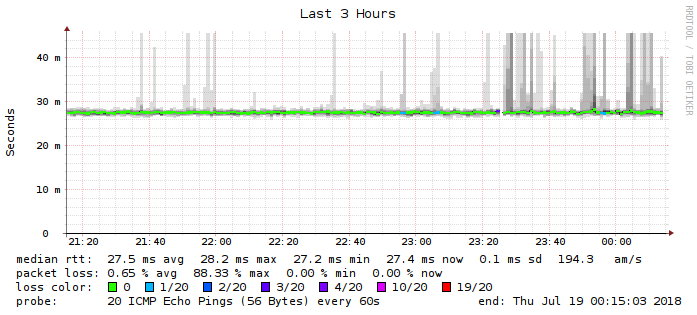 Last 3 Hours
RRDTOOL / TOBI OETIKER
Seconds
40 m
30 m
20 m
10 m
0
21:20 21:40 22:00 22:20 22:40 23:00 23:20 23:40 00:00
median rtt: 27.5 ms avg 28.2 ms max 27.2 ms min 27.4 ms now 0.1 ms sd 194.3 am/s
packet loss: 0.65 % avg 88.33 % max 0.00 % min 0.00 % now
loss color: 0 1/20 2/20 3/20 4/20 10/20 19/20
probe: 20 ICMP Echo Pings (56 Bytes) every 60s end: Thu Jul 19 00:15:03 2018